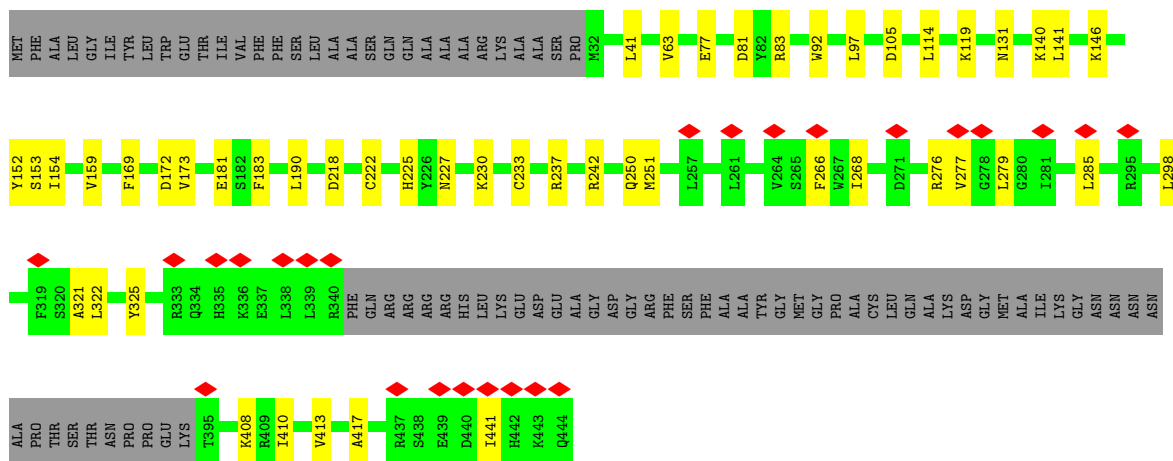 MET PHE ALA LEU GLY ILE TYR LEU TRP GLU THR ILE VAL PHE PHE SER LEU ALA ALA SER GLN GLN ALA ALA ALA ARG LYS ALA ALA SER PRO M32 L41 V63 E77 D81 Y82 R83 W92 L97 D105 L114 K119 N131 K140 L141 K146
Y152 S153 I154 V159 F169 D172 V173 E181 S182 F183 L190 D218 C222 H225 Y226 N227 K230 C233 R237 R242 Q250 M251 L257 L261 V264 S265 F266 W267 I268 D271 R276 V277 G278 L279 G280 I281 L285 R295 L298
F319 S320 A321 L322 Y325 R333 Q334 H335 K336 E337 L338 L339 R340 PHE GLN ARG ARG ARG ARG HIS LEU LYS GLU ASP GLU ALA GLY ASP GLY ARG PHE SER PHE ALA ALA TYR GLY MET GLY PRO ALA CYS LEU GLN ALA LYS ASP GLY MET ALA ILE LYS GLY ASN ASN ASN ASN
ALA PRO THR SER THR ASN PRO PRO GLU LYS T395 K408 R409 I410 V413 A417 R437 S438 E439 D440 I441 H442 K443 Q444